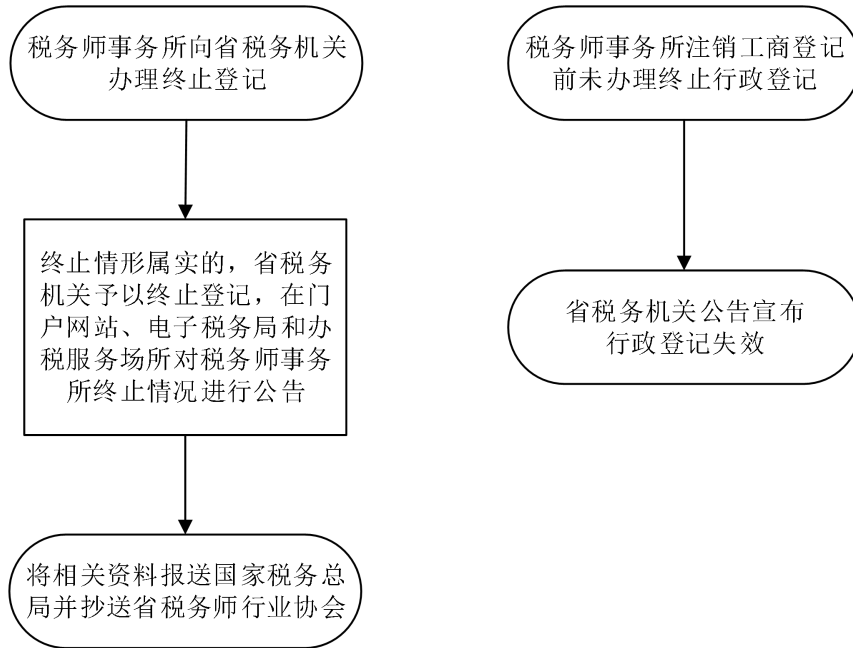 税务师事务所向省税务机关
办理终止登记
终止情形属实的，省税务
机关予以终止登记，在门
户网站、电子税务局和办
税服务场所对税务师事务
所终止情况进行公告
将相关资料报送国家税务总
局并抄送省税务师行业协会
税务师事务所注销工商登记
前未办理终止行政登记
省税务机关公告宣布
行政登记失效